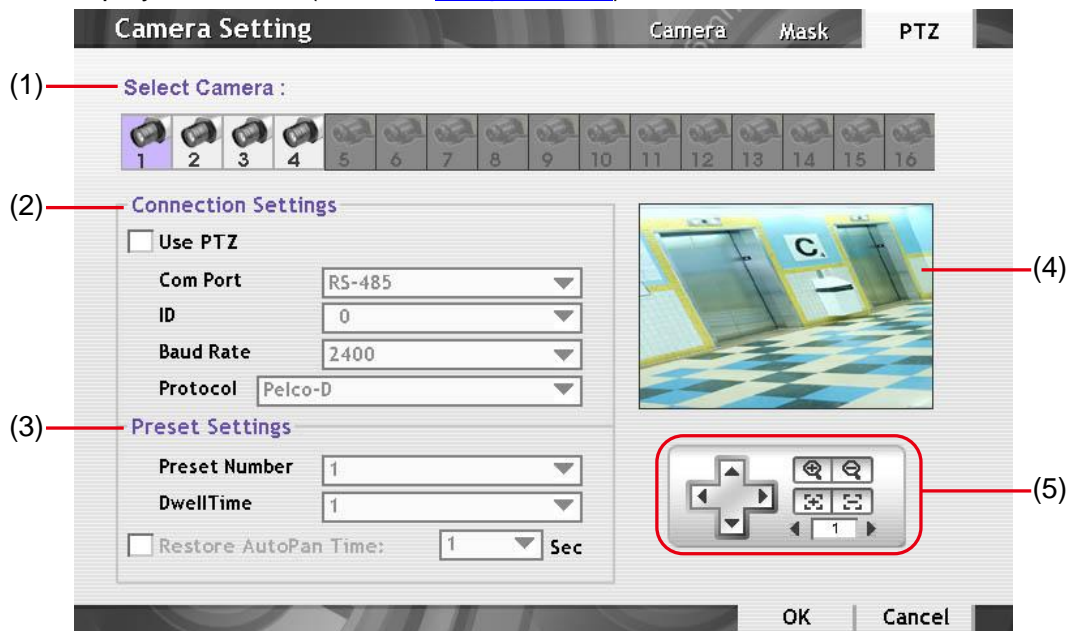 Camera Setting Camera Mask PTZ
(1) Select Camera :
1 2 3 4 5 6 7 8 9 10 11 12 13 14 15 16
(2) Connection Settings
Use PTZ
Com Port RS-485
ID 0
Baud Rate 2400
Protocol Pelco-D
C
(4)
(3) Preset Settings
Preset Number 1
DwellTime 1
Restore AutoPan Time: 1 Sec
1
(5)
OK Cancel